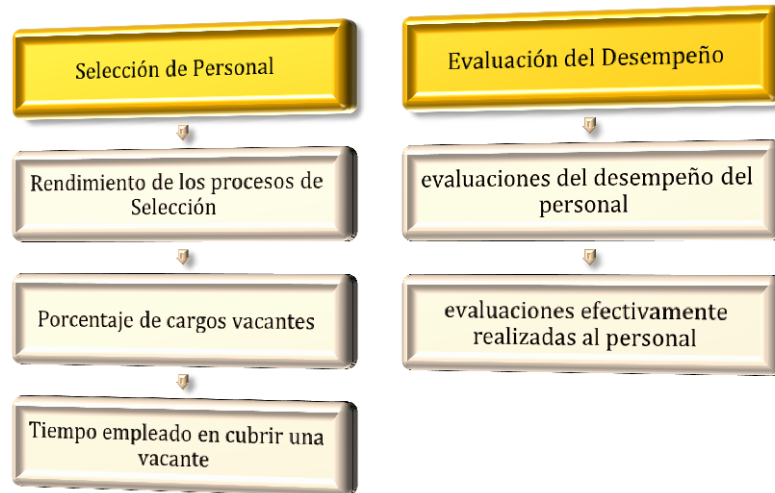 Selección de Personal
Rendimiento de los procesos de
Selección
Porcentaje de cargos vacantes
Tiempo empleado en cubrir una
vacante
Evaluación del Desempeño
evaluaciones del desempeño del
personal
evaluaciones efectivamente
realizadas al personal